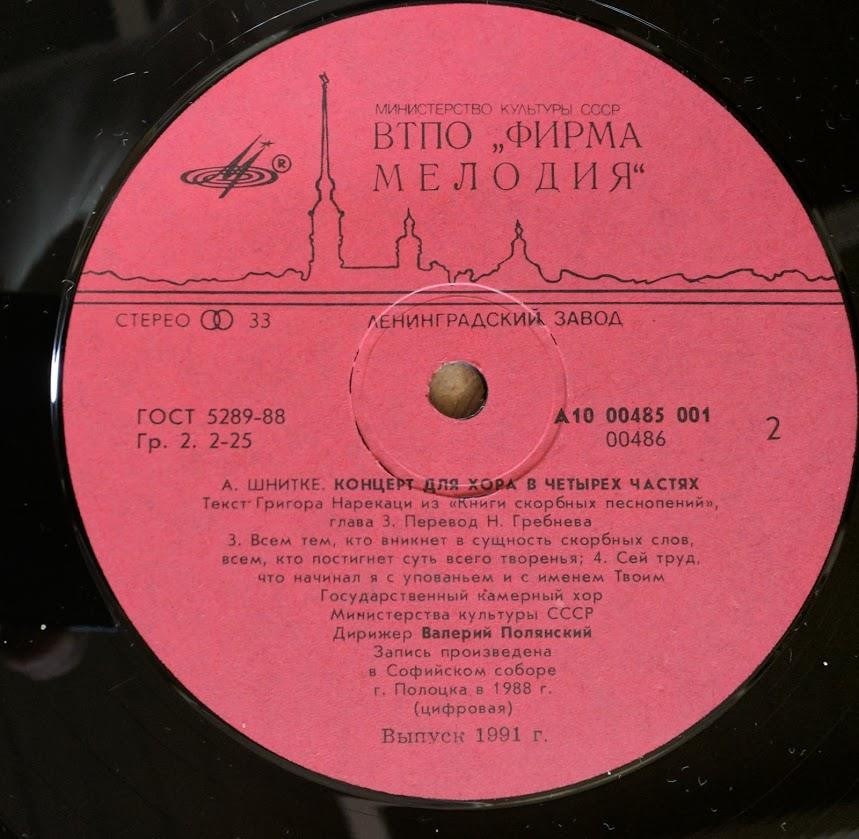 МИНИСТЕРСТВО КУЛЬТУРЫ СССР
ВТПО „ФИРМА
МЕЛОДИЯ“
®
СТЕРЕО 33
ЛЕНИНГРАДСКИЙ ЗАВОД
ГОСТ 5289-88
Гр. 2. 2-25
А10 00485 001
00486
2
А. ШНИТКЕ. КОНЦЕРТ ДЛЯ ХОРА В ЧЕТЫРЕХ ЧАСТЯХ
Текст Григора Нарекаци из «Книги скорбных песнопений»,
глава 3. Перевод Н. Гребнева
3. Всем тем, кто вникнет в сущность скорбных слов,
всем, кто постигнет суть всего творенья; 4. Сей труд,
что начинал я с упованьем и с именем Твоим
Государственный камерный хор
Министерства культуры СССР
Дирижер Валерий Полянский
Запись произведена
в Софийском соборе
г. Полоцка в 1988 г.
(цифровая)
Выпуск 1991 г.